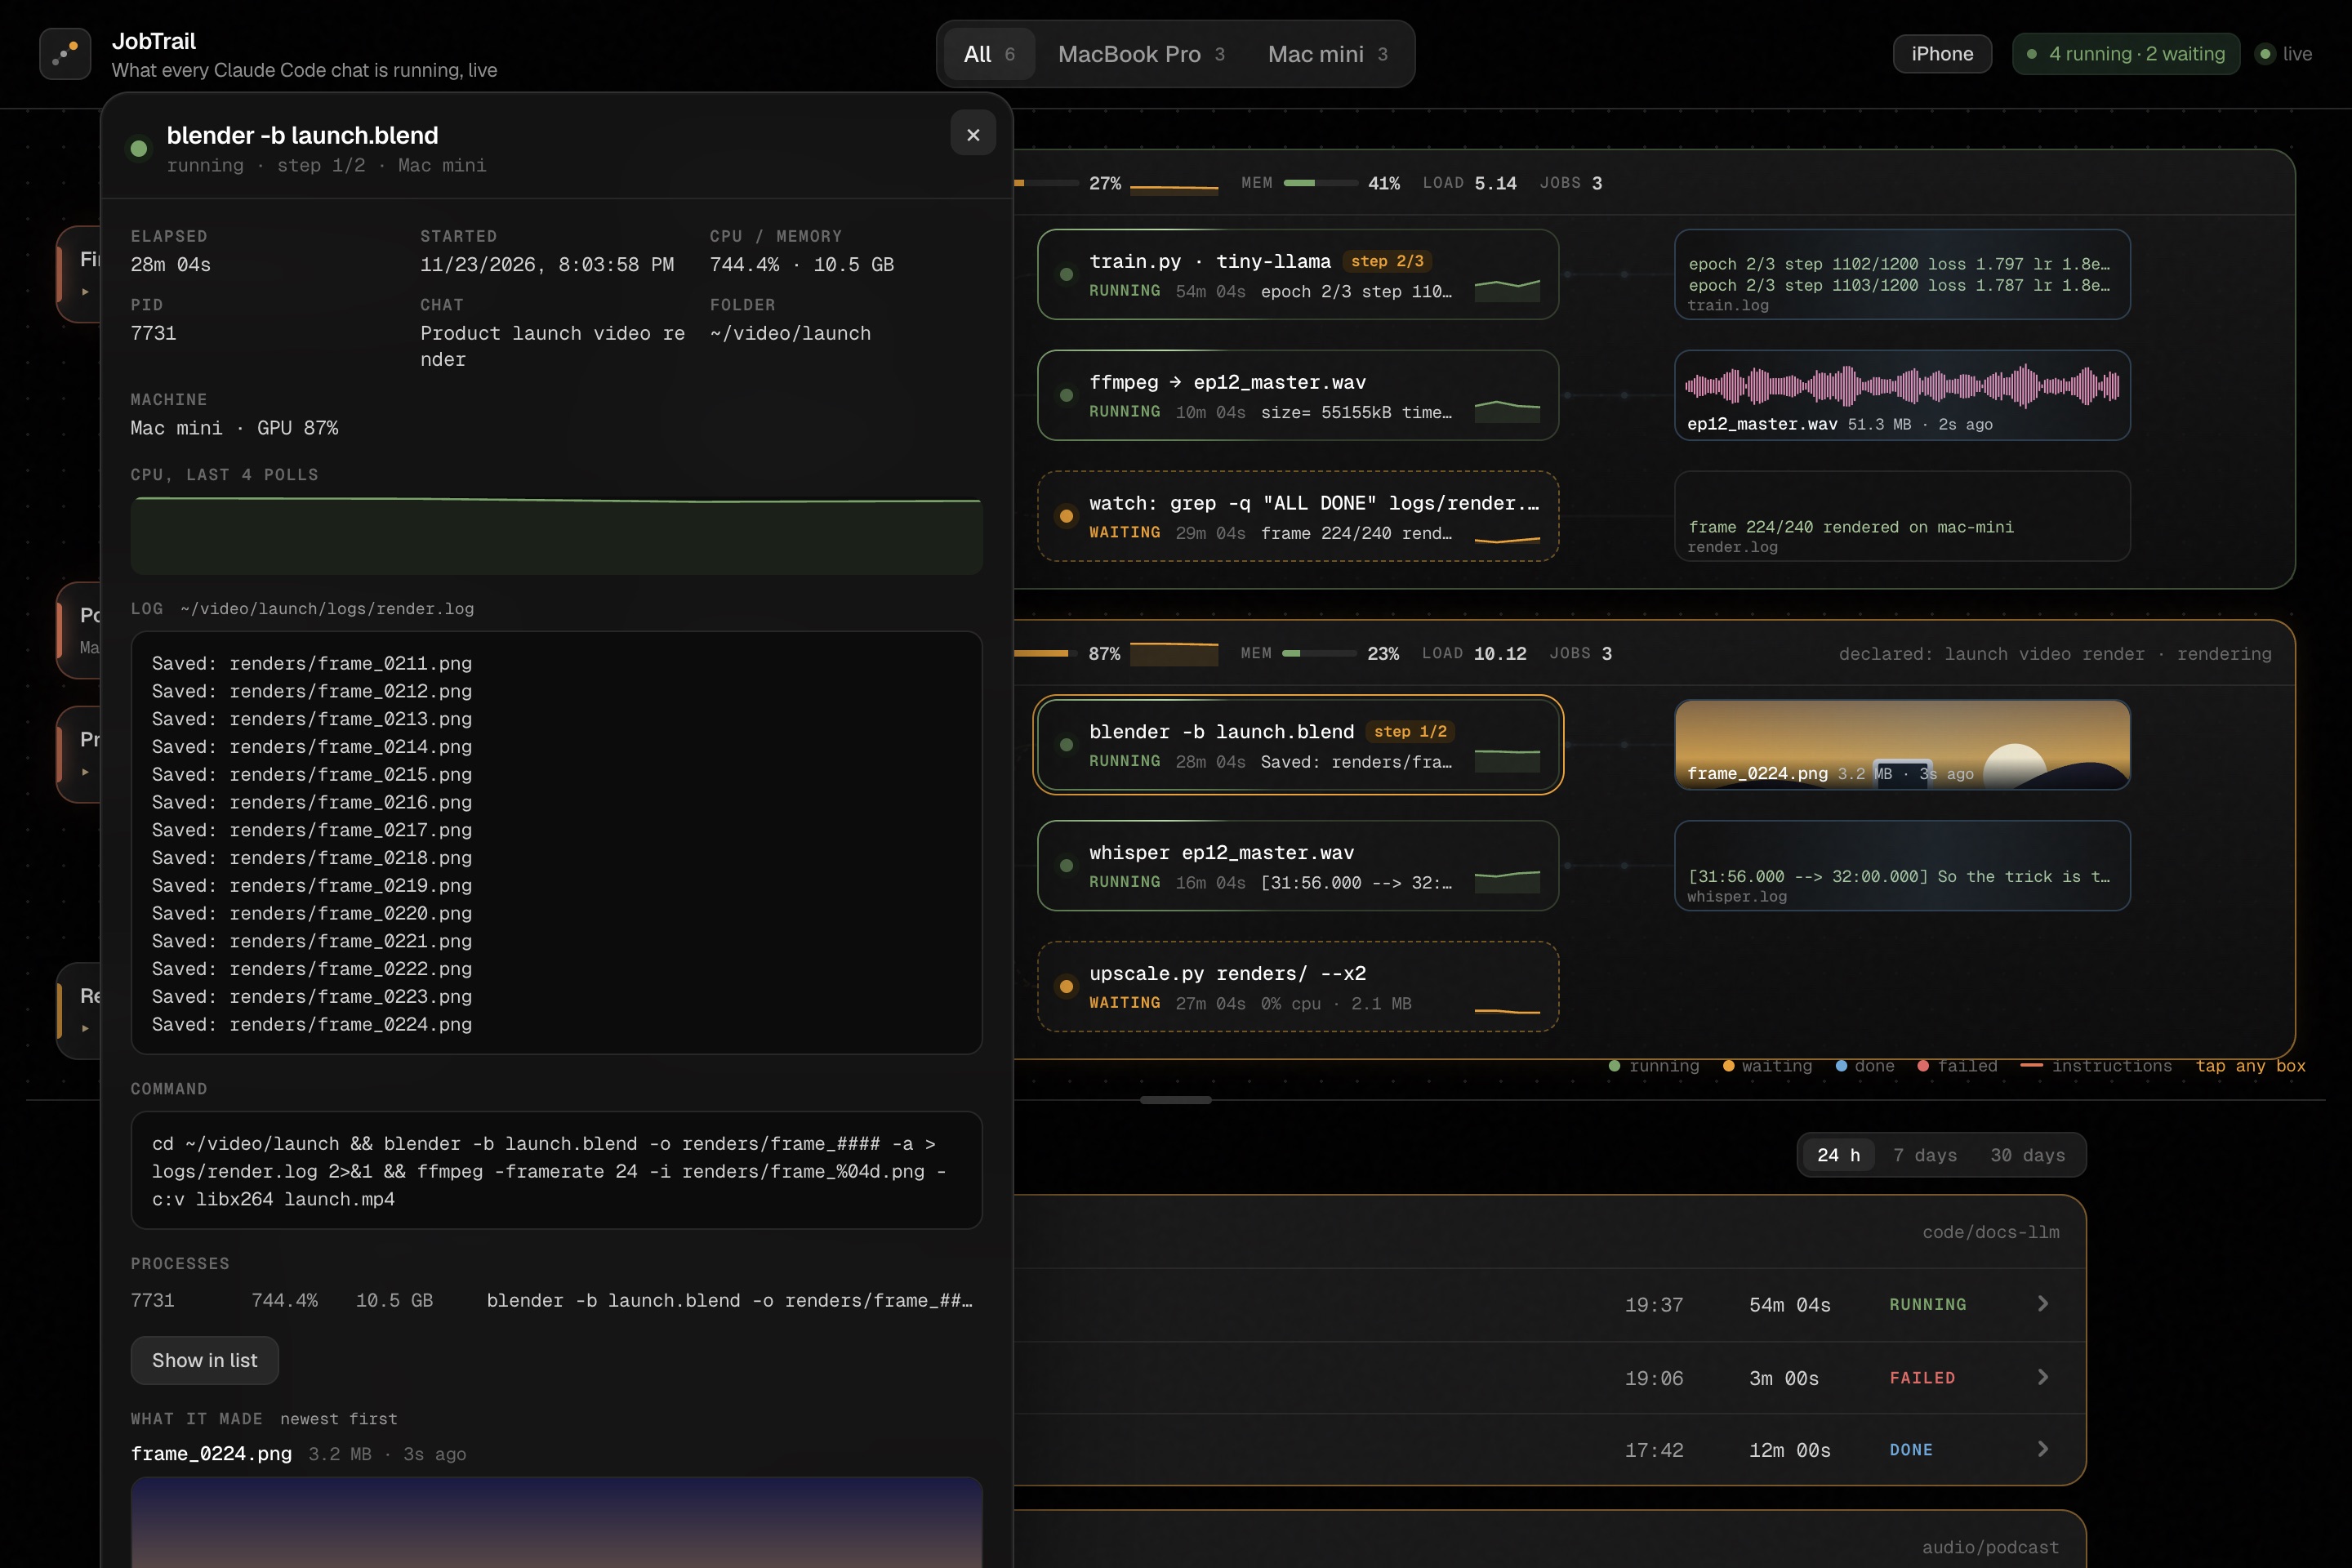 JobTrail
What every Claude Code chat is running, live
All 6
MacBook Pro 3
Mac mini 3
iPhone
4 running · 2 waiting
live
blender -b launch.blend
running · step 1/2 · Mac mini
×
ELAPSED
28m 04s
STARTED
11/23/2026, 8:03:58 PM
CPU / MEMORY
744.4% · 10.5 GB
PID
7731
CHAT
Product launch video re
nder
FOLDER
~/video/launch
MACHINE
Mac mini · GPU 87%
CPU, LAST 4 POLLS
LOG ~/video/launch/logs/render.log
Saved: renders/frame_0211.png
Saved: renders/frame_0212.png
Saved: renders/frame_0213.png
Saved: renders/frame_0214.png
Saved: renders/frame_0215.png
Saved: renders/frame_0216.png
Saved: renders/frame_0217.png
Saved: renders/frame_0218.png
Saved: renders/frame_0219.png
Saved: renders/frame_0220.png
Saved: renders/frame_0221.png
Saved: renders/frame_0222.png
Saved: renders/frame_0223.png
Saved: renders/frame_0224.png
COMMAND
cd ~/video/launch && blender -b launch.blend -o renders/frame_#### -a >
logs/render.log 2>&1 && ffmpeg -framerate 24 -i renders/frame_%04d.png -
c:v libx264 launch.mp4
PROCESSES
7731 744.4% 10.5 GB blender -b launch.blend -o renders/frame_##…
Show in list
WHAT IT MADE newest first
frame_0224.png 3.2 MB · 3s ago
27% MEM 41% LOAD 5.14 JOBS 3
train.py · tiny-llama step 2/3
RUNNING 54m 04s epoch 2/3 step 110…
epoch 2/3 step 1102/1200 loss 1.797 lr 1.8e…
epoch 2/3 step 1103/1200 loss 1.787 lr 1.8e…
train.log
ffmpeg → ep12_master.wav
RUNNING 10m 04s size= 55155kB time…
ep12_master.wav 51.3 MB · 2s ago
watch: grep -q "ALL DONE" logs/render.…
WAITING 29m 04s frame 224/240 rend…
frame 224/240 rendered on mac-mini
render.log
87% MEM 23% LOAD 10.12 JOBS 3 declared: launch video render · rendering
blender -b launch.blend step 1/2
RUNNING 28m 04s Saved: renders/fra…
frame_0224.png 3.2 MB · 3s ago
whisper ep12_master.wav
RUNNING 16m 04s [31:56.000 --> 32:…
[31:56.000 --> 32:00.000] So the trick is t…
whisper.log
upscale.py renders/ --x2
WAITING 27m 04s 0% cpu · 2.1 MB
running waiting done failed instructions tap any box
24 h 7 days 30 days
code/docs-llm
19:37 54m 04s RUNNING
19:06 3m 00s FAILED
17:42 12m 00s DONE
audio/podcast